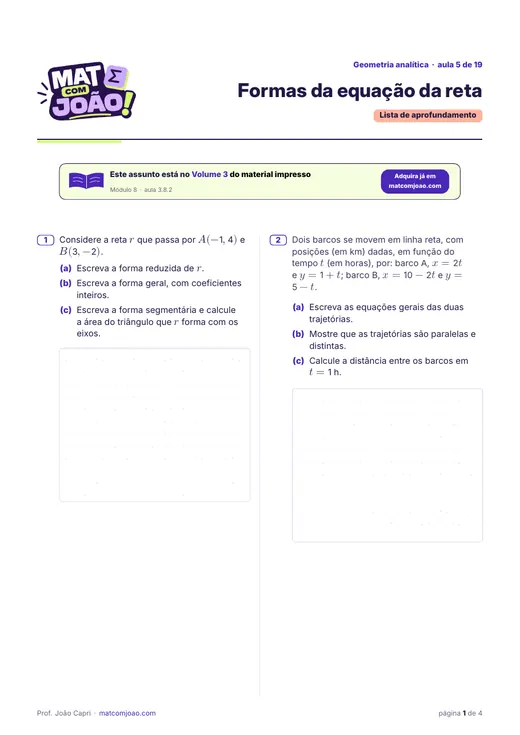 MAT
COM
JOÃO!
Σ
Geometria analítica · aula 5 de 19
Formas da equação da reta
Lista de aprofundamento
Este assunto está no Volume 3 do material impresso
Módulo 8 · aula 3.8.2
Adquira já em
matcomjoao.com
1 Considere a reta r que passa por A(−1, 4) e
B(3, −2).
(a) Escreva a forma reduzida de r.
(b) Escreva a forma geral, com coeficientes
inteiros.
(c) Escreva a forma segmentária e calcule
a área do triângulo que r forma com os
eixos.
2 Dois barcos se movem em linha reta, com
posições (em km) dadas, em função do
tempo t (em horas), por: barco A, x = 2t
e y = 1 + t; barco B, x = 10 − 2t e y =
5 − t.
(a) Escreva as equações gerais das duas
trajetórias.
(b) Mostre que as trajetórias são paralelas e
distintas.
(c) Calcule a distância entre os barcos em
t = 1 h.
Prof. João Capri · matcomjoao.com
página 1 de 4